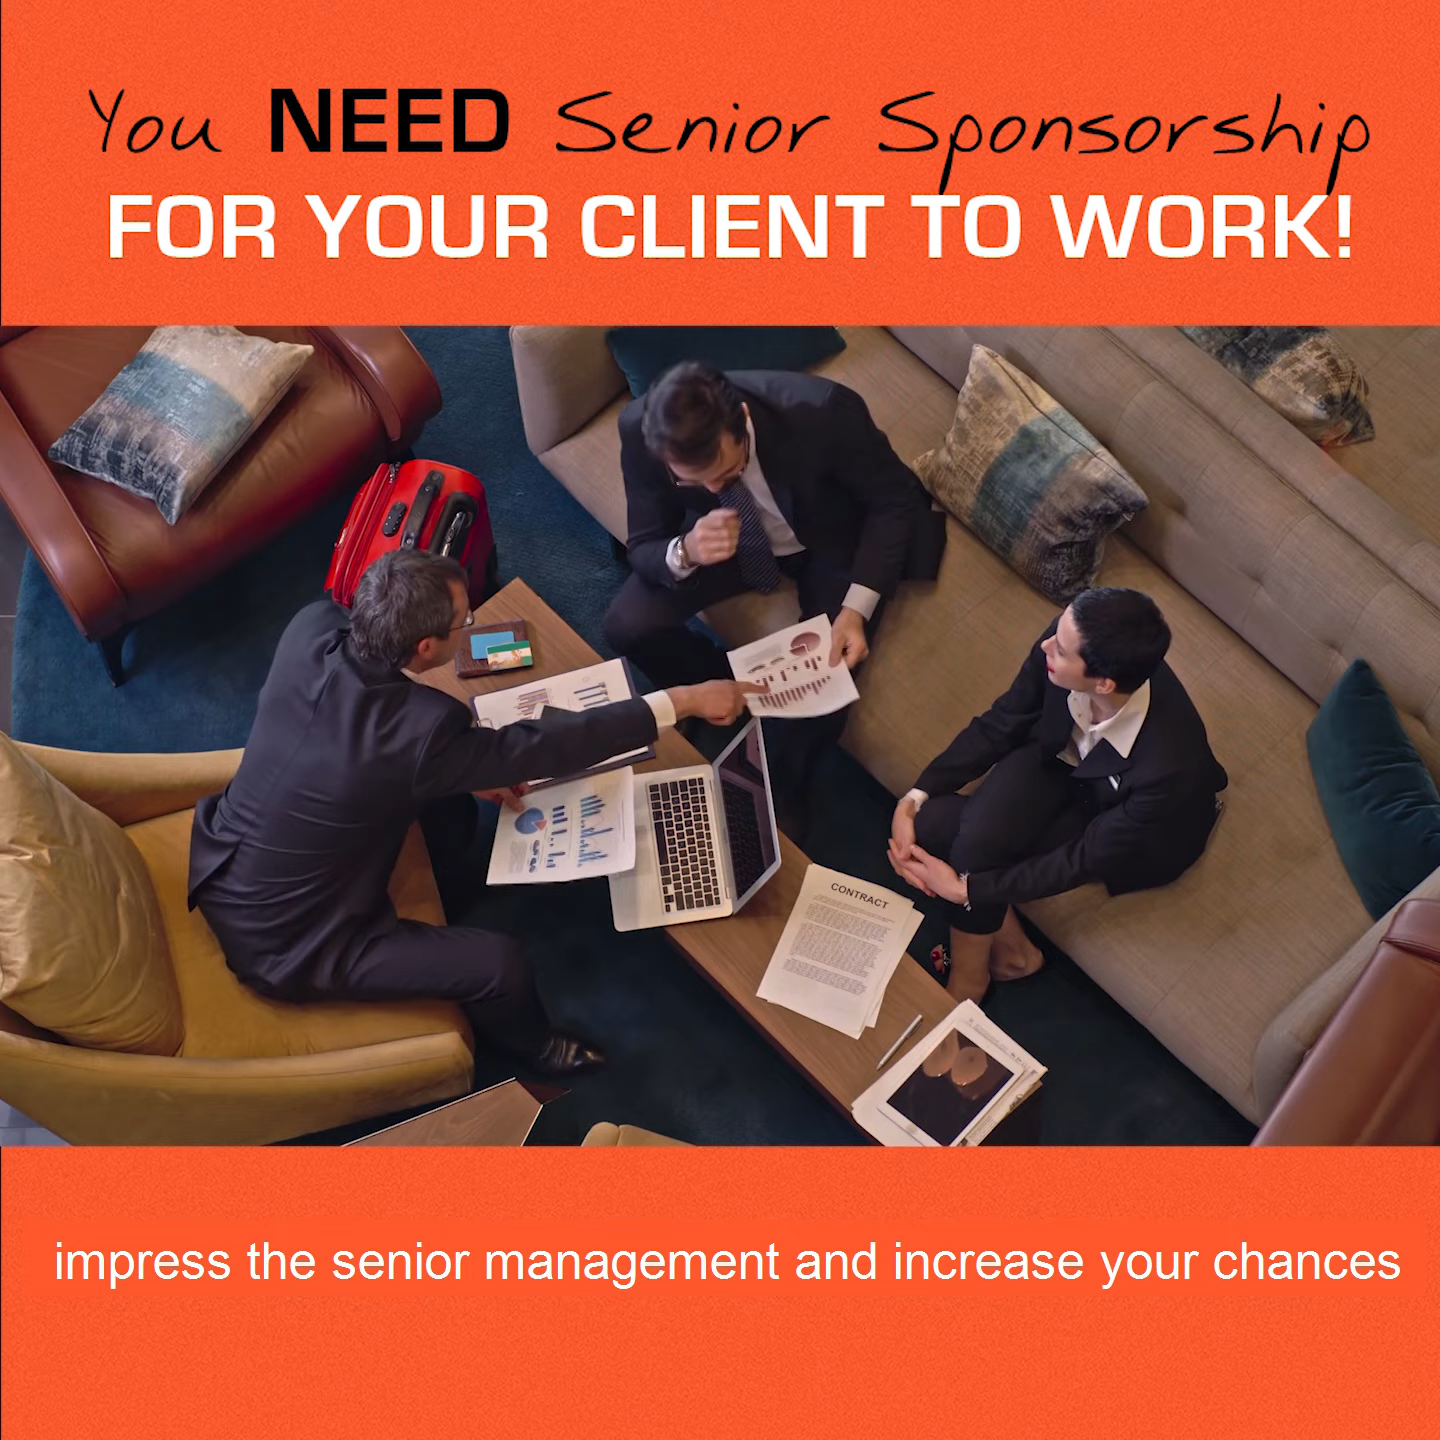 You NEED Senior Sponsorship
FOR YOUR CLIENT TO WORK!
CONTRACT
impress the senior management and increase your chances